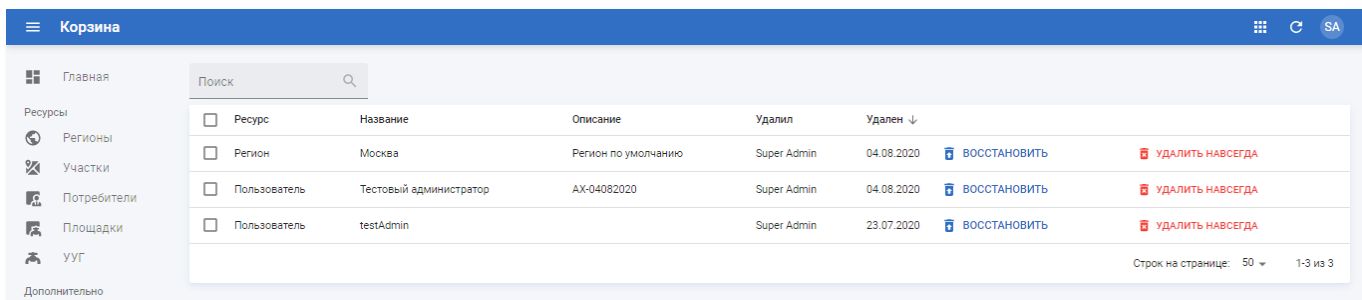 Корзина SA
Главная
Поиск
Ресурсы
Регионы
Участки
Потребители
Площадки
УУГ
Дополнительно
Ресурс Название Описание Удалил Удален
Регион Москва Регион по умолчанию Super Admin 04.08.2020 ВОССТАНОВИТЬ УДАЛИТЬ НАВСЕГДА
Пользователь Тестовый администратор AX-04082020 Super Admin 04.08.2020 ВОССТАНОВИТЬ УДАЛИТЬ НАВСЕГДА
Пользователь testAdmin Super Admin 23.07.2020 ВОССТАНОВИТЬ УДАЛИТЬ НАВСЕГДА
Строк на странице: 50 1-3 из 3